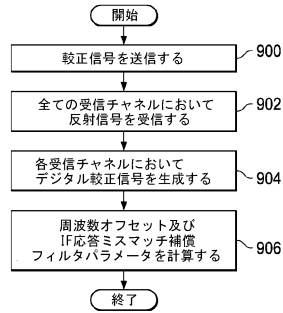 開始
較正信号を送信する
900
全ての受信チャネルにおいて
反射信号を受信する
902
各受信チャネルにおいて
デジタル較正信号を生成する
904
周波数オフセット及び
IF応答ミスマッチ補償
フィルタパラメータを計算する
906
終了